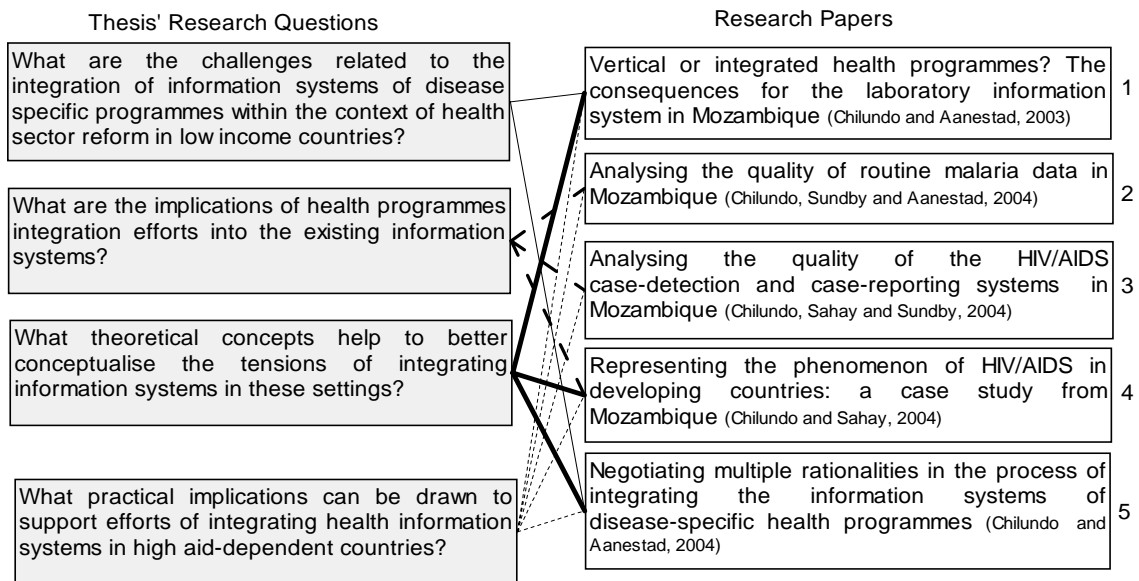 Thesis' Research Questions
What are the challenges related to the
integration of information systems of disease
specific programmes within the context of health
sector reform in low income countries?
What are the implications of health programmes
integration efforts into the existing information
systems?
What theoretical concepts help to better
conceptualise the tensions of integrating
information systems in these settings?
What practical implications can be drawn to
support efforts of integrating health information
systems in high aid-dependent countries?
Research Papers
Vertical or integrated health programmes? The
consequences for the laboratory information
system in Mozambique (Chilundo and Aanestad, 2003)
1
Analysing the quality of routine malaria data in
Mozambique (Chilundo, Sundby and Aanestad, 2004)
2
Analysing the quality of the HIV/AIDS
case-detection and case-reporting systems in
Mozambique (Chilundo, Sahay and Sundby, 2004)
3
Representing the phenomenon of HIV/AIDS in
developing countries: a case study from
Mozambique (Chilundo and Sahay, 2004)
4
Negotiating multiple rationalities in the process of
integrating the information systems of
disease-specific health programmes (Chilundo and
Aanestad, 2004)
5